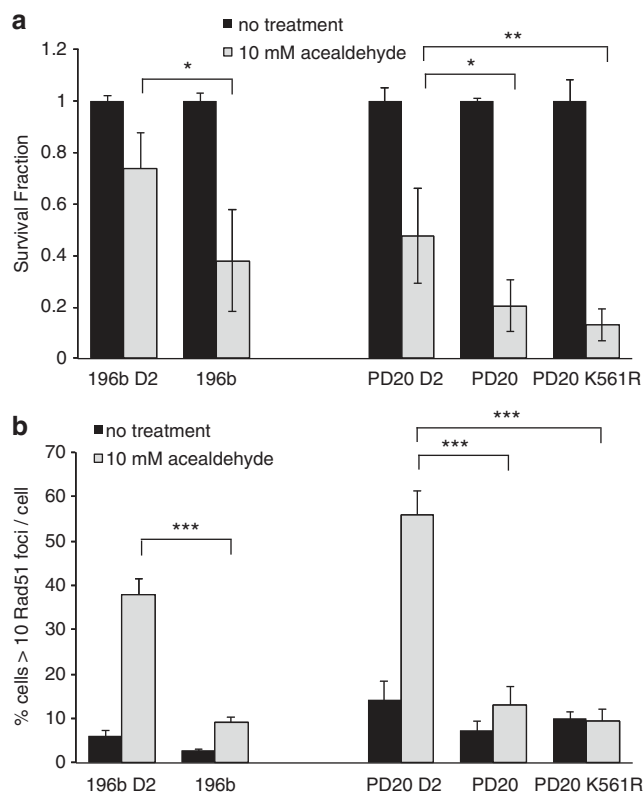 a
no treatment
10 mM acealdehyde
1.2
1
0.8
0.6
0.4
0.2
0
Survival Fraction
*
*
**
196b D2 196b PD20 D2 PD20 PD20 K561R
b
no treatment
10 mM acealdehyde
70
60
50
40
30
20
10
0
% cells > 10 Rad51 foci / cell
***
***
***
196b D2 196b PD20 D2 PD20 PD20 K561R